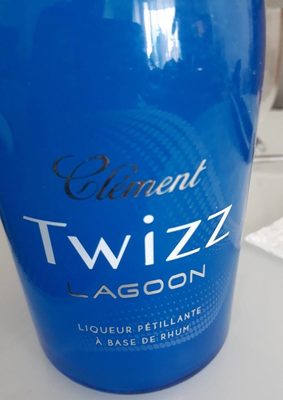 Clément
TWiZZ
LAGOON
LIQUEUR PÉTILLANTE
À BASE DE RHUM